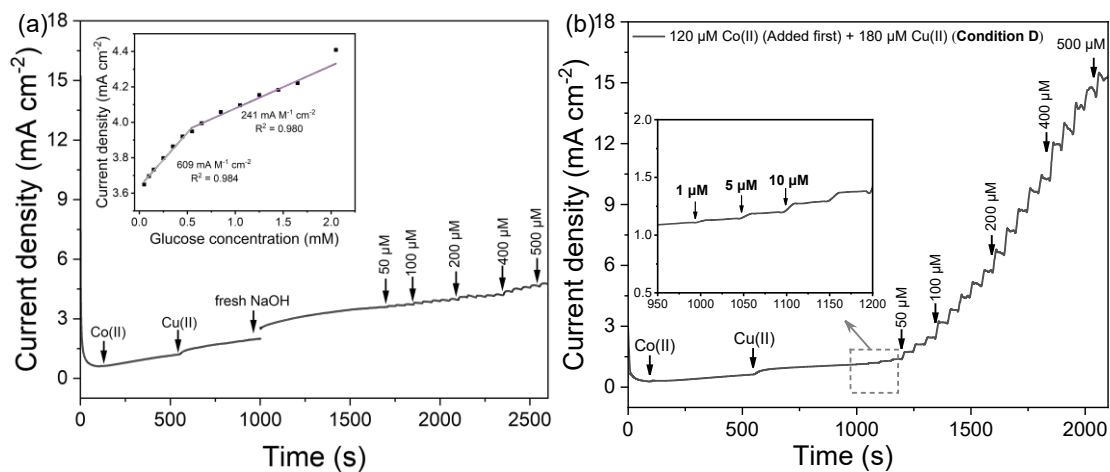 (a)
18
15
12
9
6
3
0
Current density (mA cm⁻²)
4.4
4.2
4.0
3.8
3.6
Current density (mA cm⁻²)
241 mA M⁻¹ cm⁻²
R² = 0.980
609 mA M⁻¹ cm⁻²
R² = 0.984
0.0 0.5 1.0 1.5 2.0
Glucose concentration (mM)
Co(II)
Cu(II)
fresh NaOH
50 µM
100 µM
200 µM
400 µM
500 µM
0 500 1000 1500 2000 2500
Time (s)
(b)
18
15
12
9
6
3
0
Current density (mA cm⁻²)
120 µM Co(II) (Added first) + 180 µM Cu(II) (Condition D)
2.0
1.5
1.0
0.5
1 µM
5 µM
10 µM
950 1000 1050 1100 1150 1200
Co(II)
Cu(II)
50 µM
100 µM
200 µM
400 µM
500 µM
0 500 1000 1500 2000
Time (s)